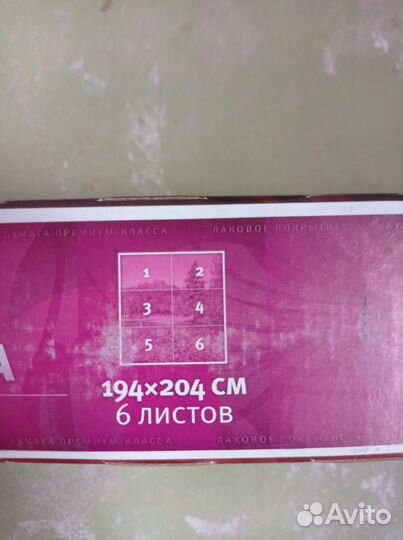 БУМАГА ПРЕМИУМ-КЛАССА ЛАКОВОЕ ПОКРЫТИЕ
1 2
3 4
5 6
А
194×204 СМ
6 ЛИСТОВ
БУМАГА ПРЕМИУМ-КЛАССА ЛАКОВОЕ ПОКРЫТИЕ
Avito